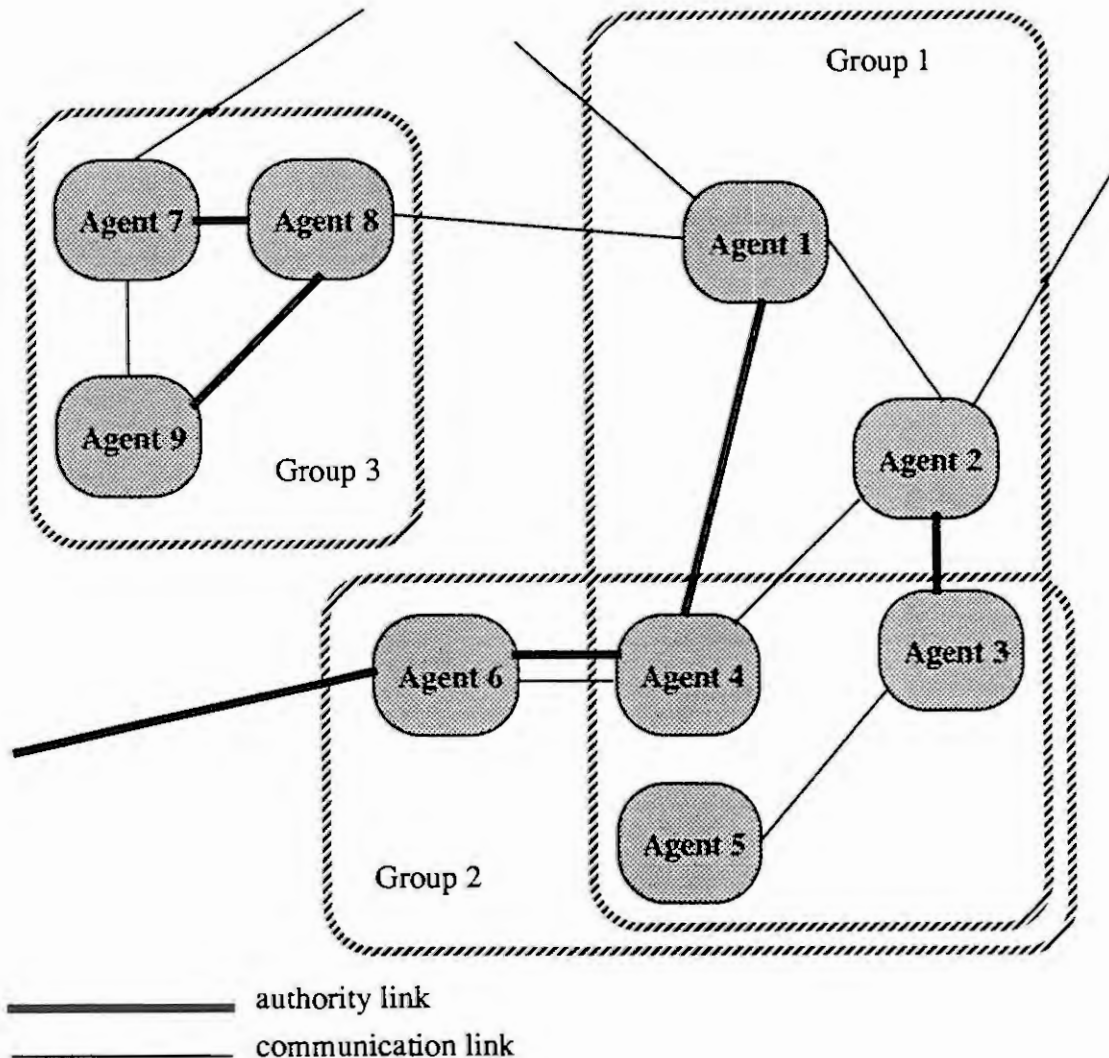 Group 1
Agent 7
Agent 8
Agent 1
Agent 9
Group 3
Agent 2
Agent 6
Agent 4
Agent 3
Agent 5
Group 2
authority link
communication link